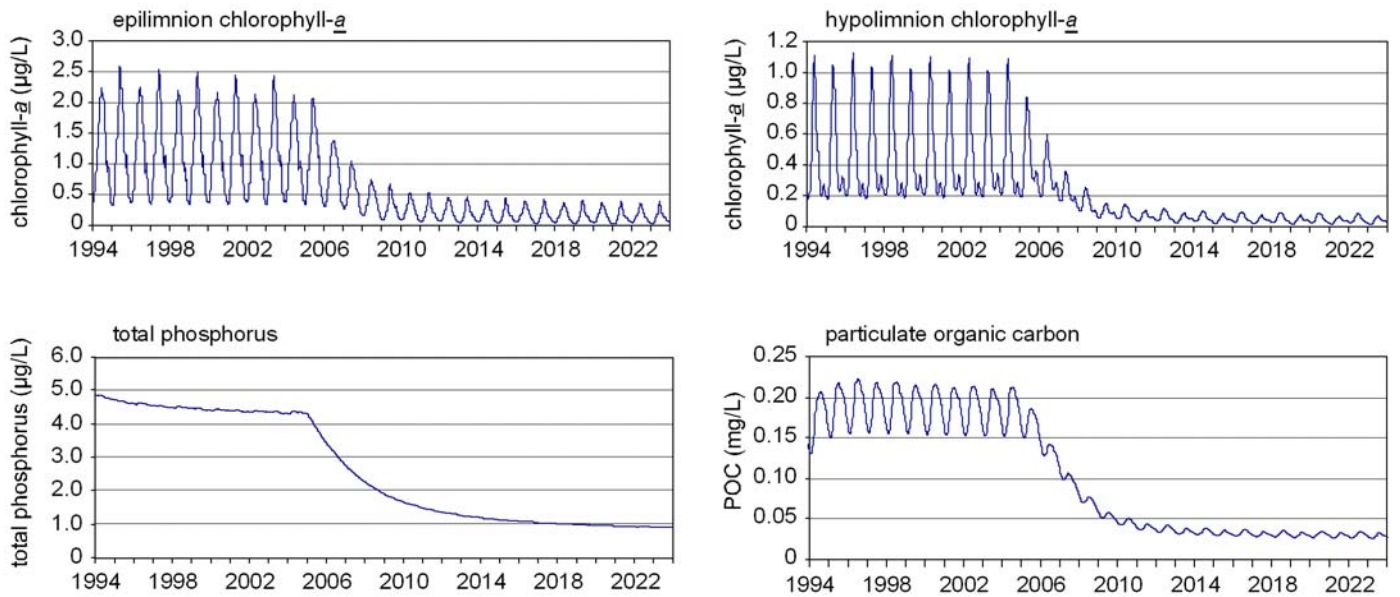 epilimnion chlorophyll-a
chlorophyll-a (µg/L)
3.0
2.5
2.0
1.5
1.0
0.5
0
1994 1998 2002 2006 2010 2014 2018 2022
hypolimnion chlorophyll-a
chlorophyll-a (µg/L)
1.2
1.0
0.8
0.6
0.4
0.2
0
1994 1998 2002 2006 2010 2014 2018 2022
total phosphorus
total phosphorus (µg/L)
6.0
5.0
4.0
3.0
2.0
1.0
0
1994 1998 2002 2006 2010 2014 2018 2022
particulate organic carbon
POC (mg/L)
0.25
0.20
0.15
0.10
0.05
0
1994 1998 2002 2006 2010 2014 2018 2022